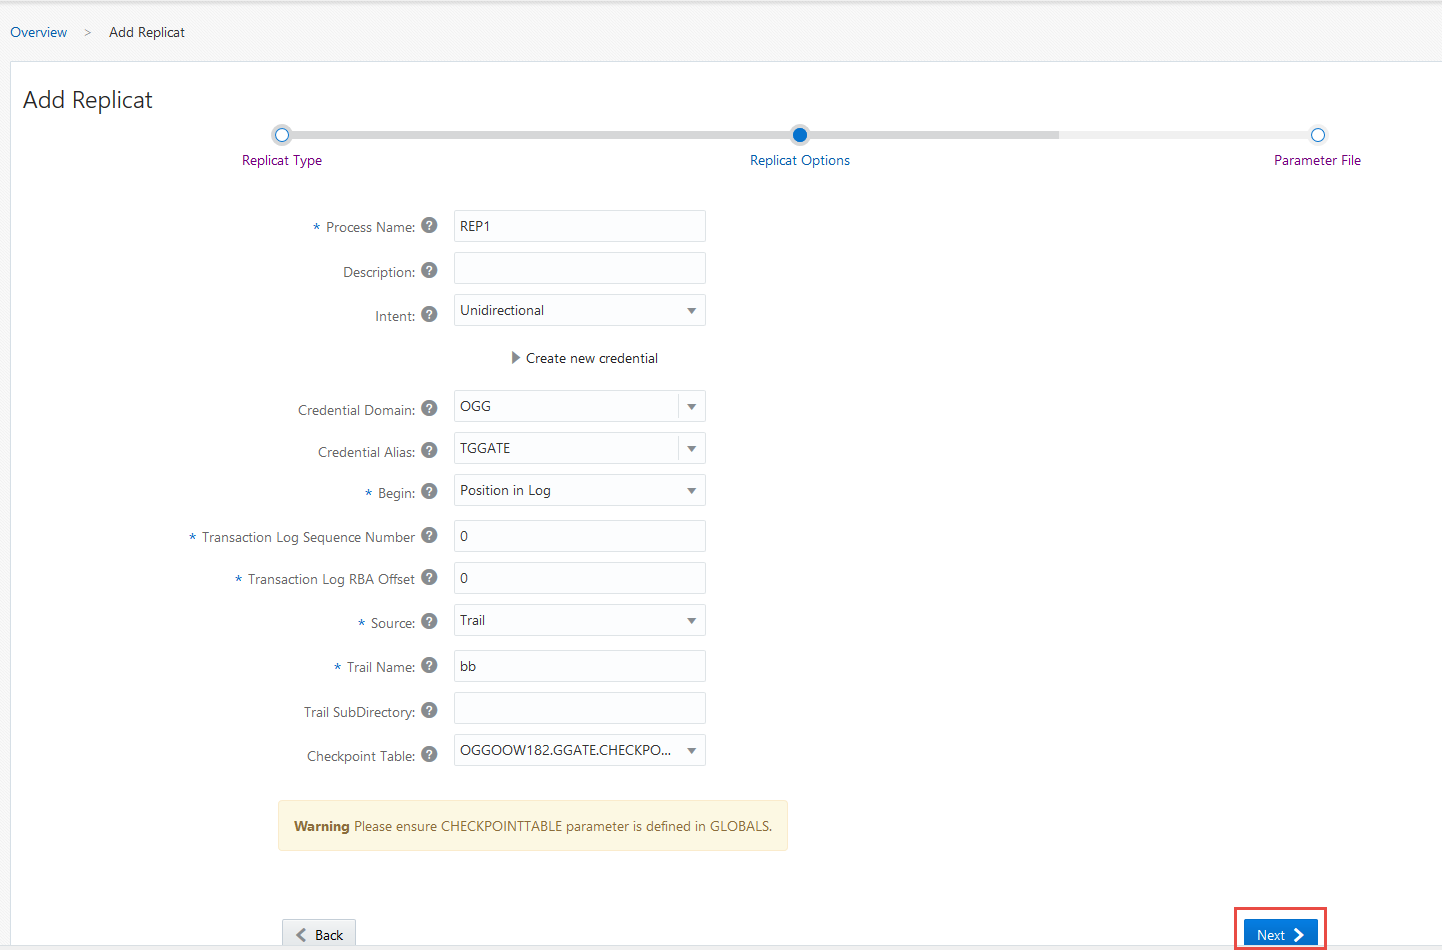 Overview > Add Replicat
Add Replicat
Replicat Type Replicat Options Parameter File
* Process Name: ? REP1
Description: ?
Intent: ? Unidirectional
Create new credential
Credential Domain: ? OGG
Credential Alias: ? TGGATE
* Begin: ? Position in Log
* Transaction Log Sequence Number ? 0
* Transaction Log RBA Offset ? 0
* Source: ? Trail
* Trail Name: ? bb
Trail SubDirectory: ?
Checkpoint Table: ? OGGOOW182.GGATE.CHECKPO...
Warning Please ensure CHECKPOINTTABLE parameter is defined in GLOBALS.
Back Next